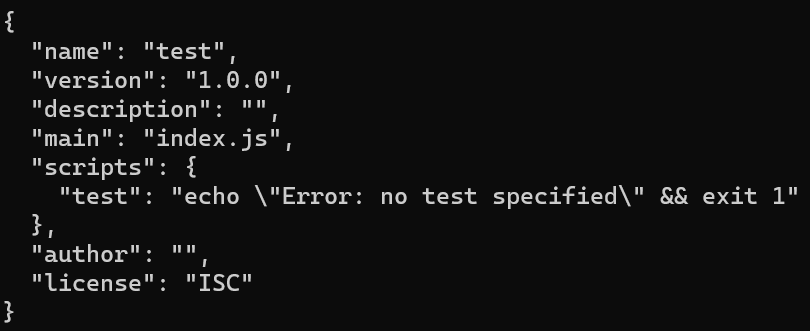 {
  "name": "test",
  "version": "1.0.0",
  "description": "",
  "main": "index.js",
  "scripts": {
    "test": "echo \"Error: no test specified\" && exit 1"
  },
  "author": "",
  "license": "ISC"
}